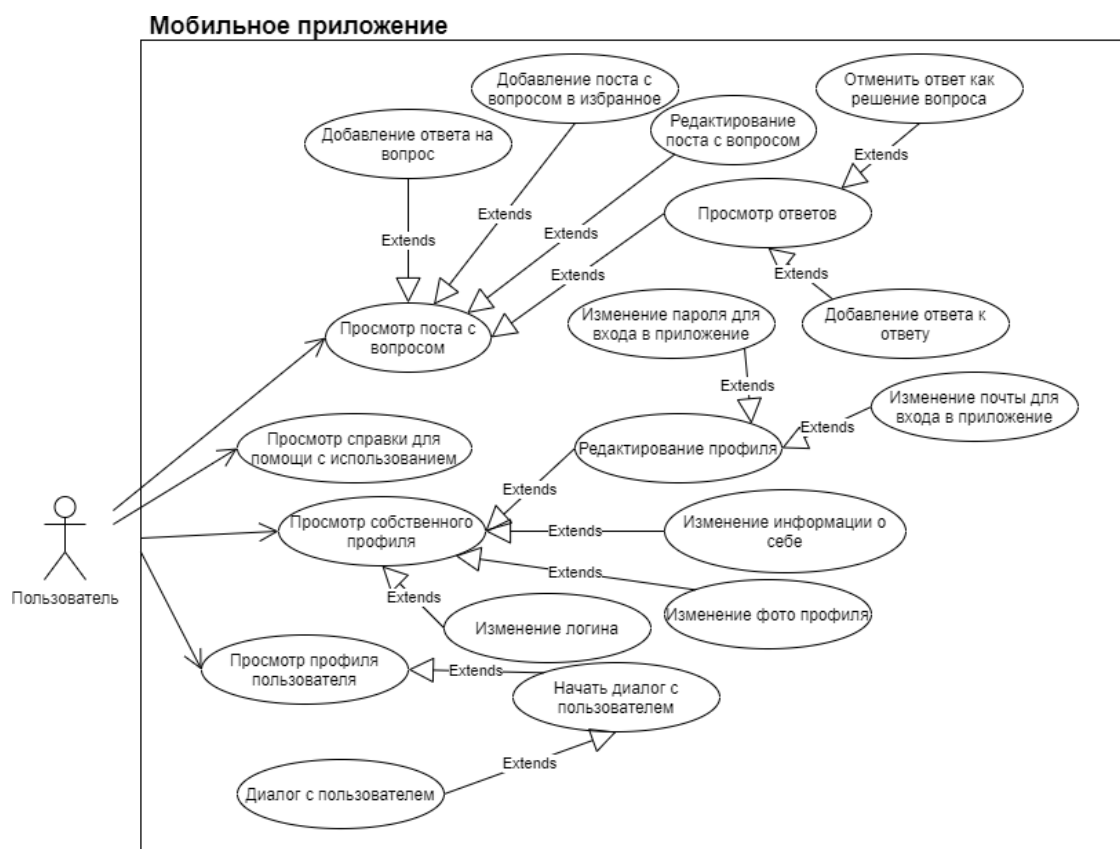 Мобильное приложение
Добавление поста с
вопросом в избранное
Отменить ответ как
решение вопроса
Добавление ответа на
вопрос
Редактирование
поста с вопросом
Extends
Extends
Просмотр ответов
Extends
Extends
Extends
Extends
Extends
Изменение пароля для
входа в приложение
Добавление ответа к
ответу
Просмотр поста с
вопросом
Extends
Изменение почты для
входа в приложение
Extends
Просмотр справки для
помощи с использованием
Редактирование профиля
Extends
Просмотр собственного
профиля
Extends
Изменение информации о
себе
Extends
Пользователь
Extends
Изменение фото профиля
Изменение логина
Просмотр профиля
пользователя
Extends
Начать диалог с
пользователем
Extends
Диалог с пользователем